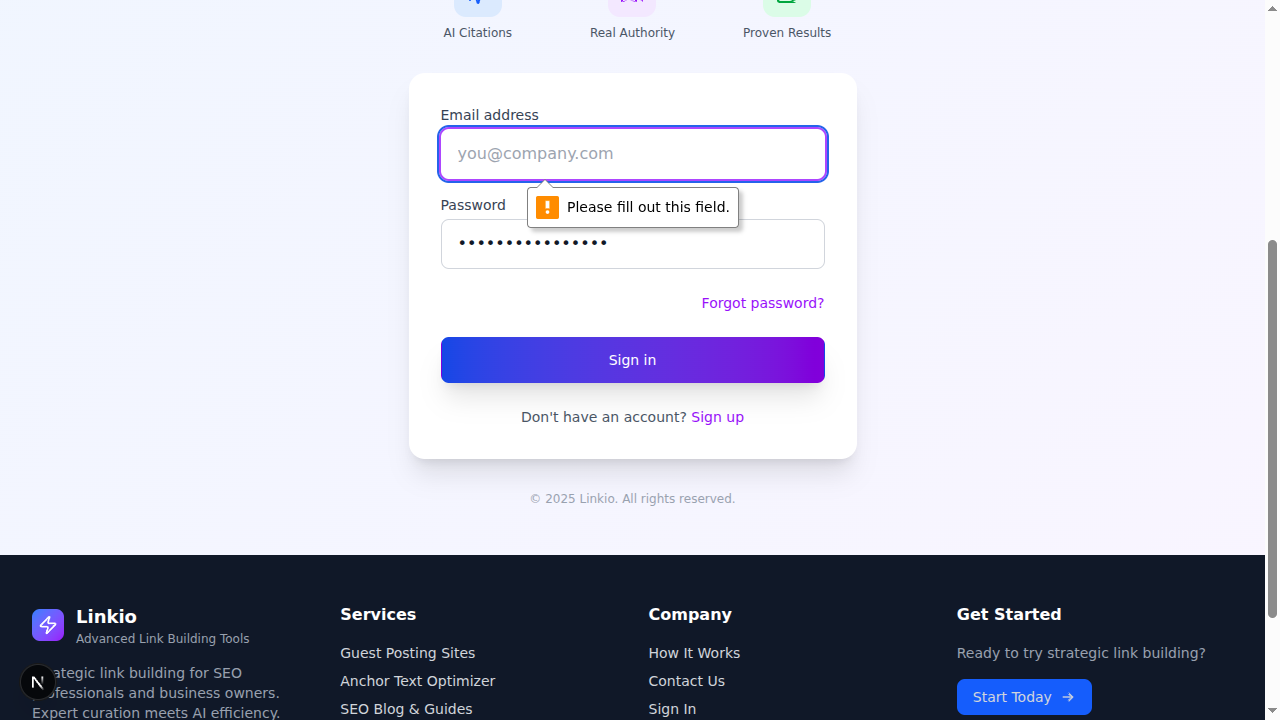 AI Citations
Real Authority
Proven Results
Email address
you@company.com
Please fill out this field.
Password
••••••••••••••••
Forgot password?
Sign in
Don't have an account? Sign up
© 2025 Linkio. All rights reserved.
Linkio
Advanced Link Building Tools
link building for SEO
and business owners.
Expert curation meets AI efficiency.
N
Services
Guest Posting Sites
Anchor Text Optimizer
SEO Blog & Guides
Company
How It Works
Contact Us
Sign In
Get Started
Ready to try strategic link building?
Start Today →